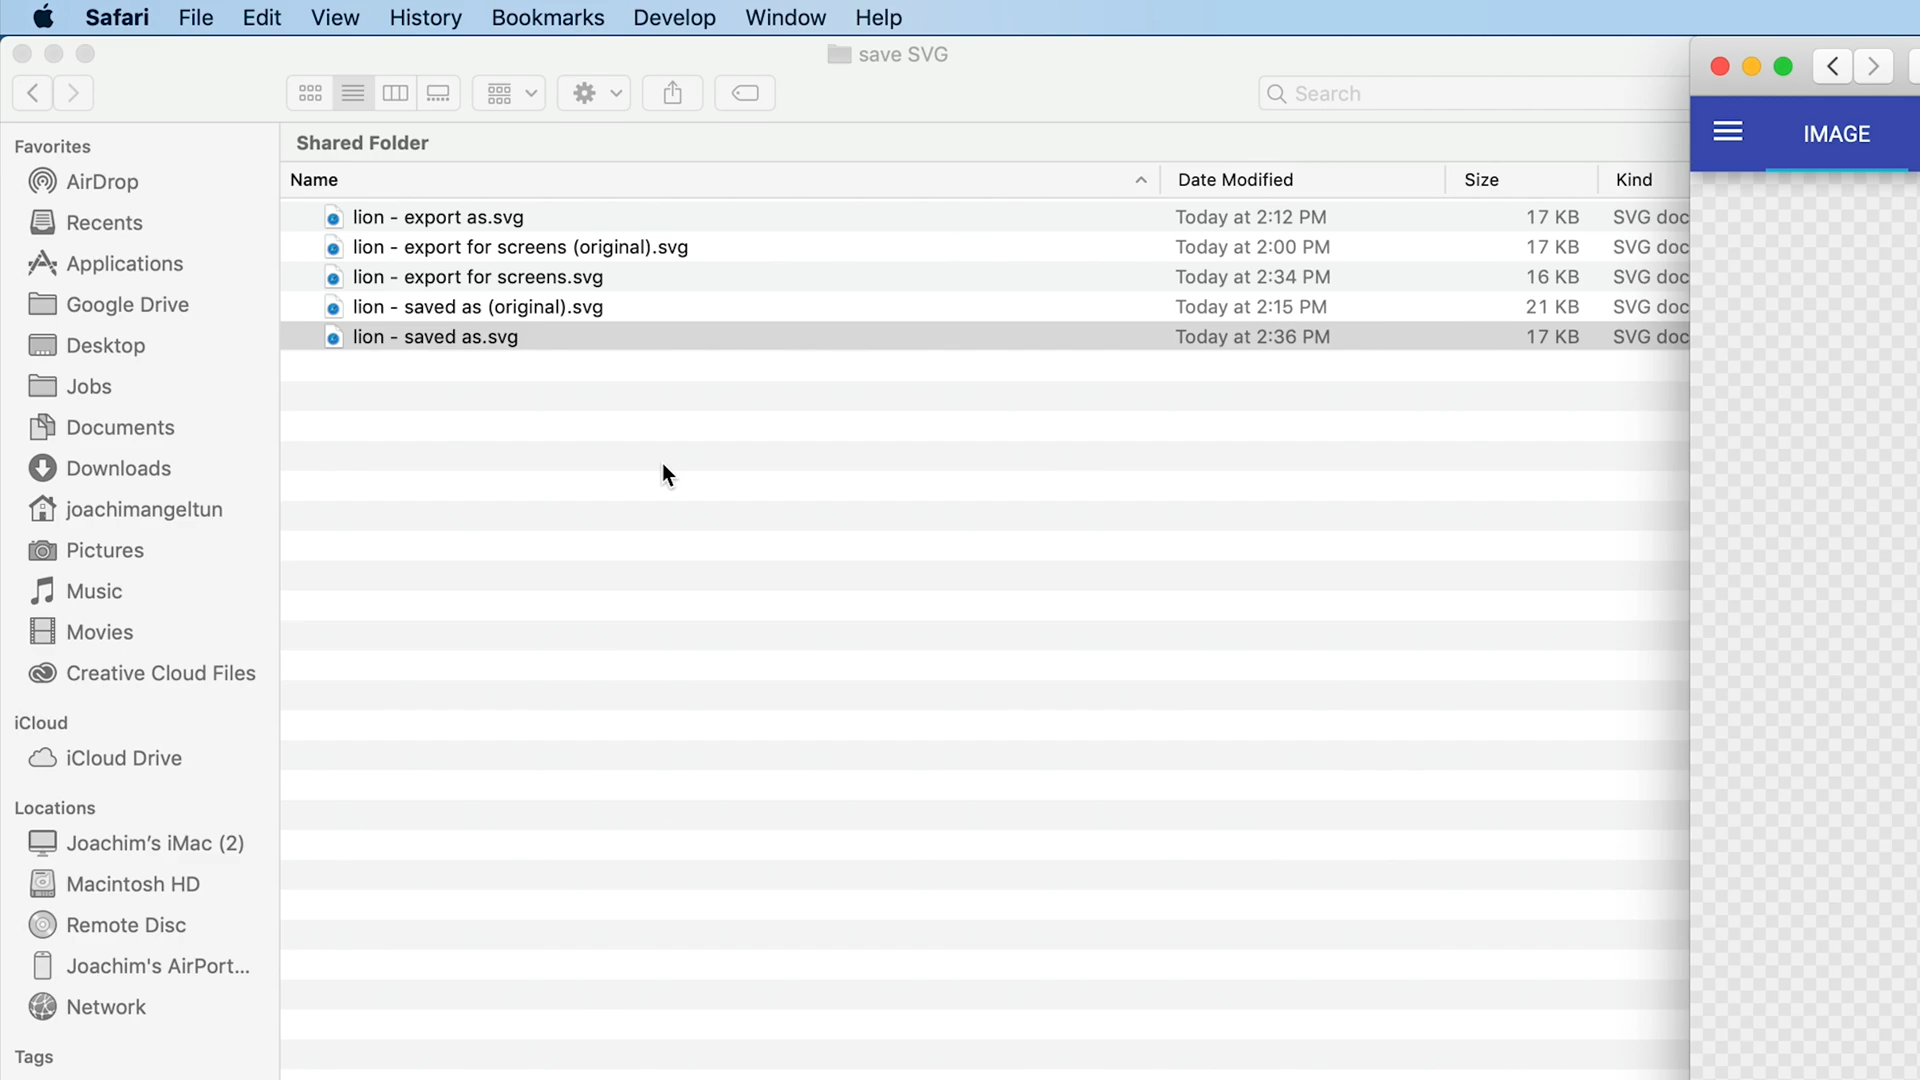 Safari File Edit View History Bookmarks Develop Window Help
save SVG
Search
IMAGE
Shared Folder
Name Date Modified Size Kind
lion - export as.svg Today at 2:12 PM 17 KB SVG doc
lion - export for screens (original).svg Today at 2:00 PM 17 KB SVG doc
lion - export for screens.svg Today at 2:34 PM 16 KB SVG doc
lion - saved as (original).svg Today at 2:15 PM 21 KB SVG doc
lion - saved as.svg Today at 2:36 PM 17 KB SVG doc
Favorites
AirDrop
Recents
Applications
Google Drive
Desktop
Jobs
Documents
Downloads
joachimangeltun
Pictures
Music
Movies
Creative Cloud Files
iCloud
iCloud Drive
Locations
Joachim’s iMac (2)
Macintosh HD
Remote Disc
Joachim's AirPort...
Network
Tags